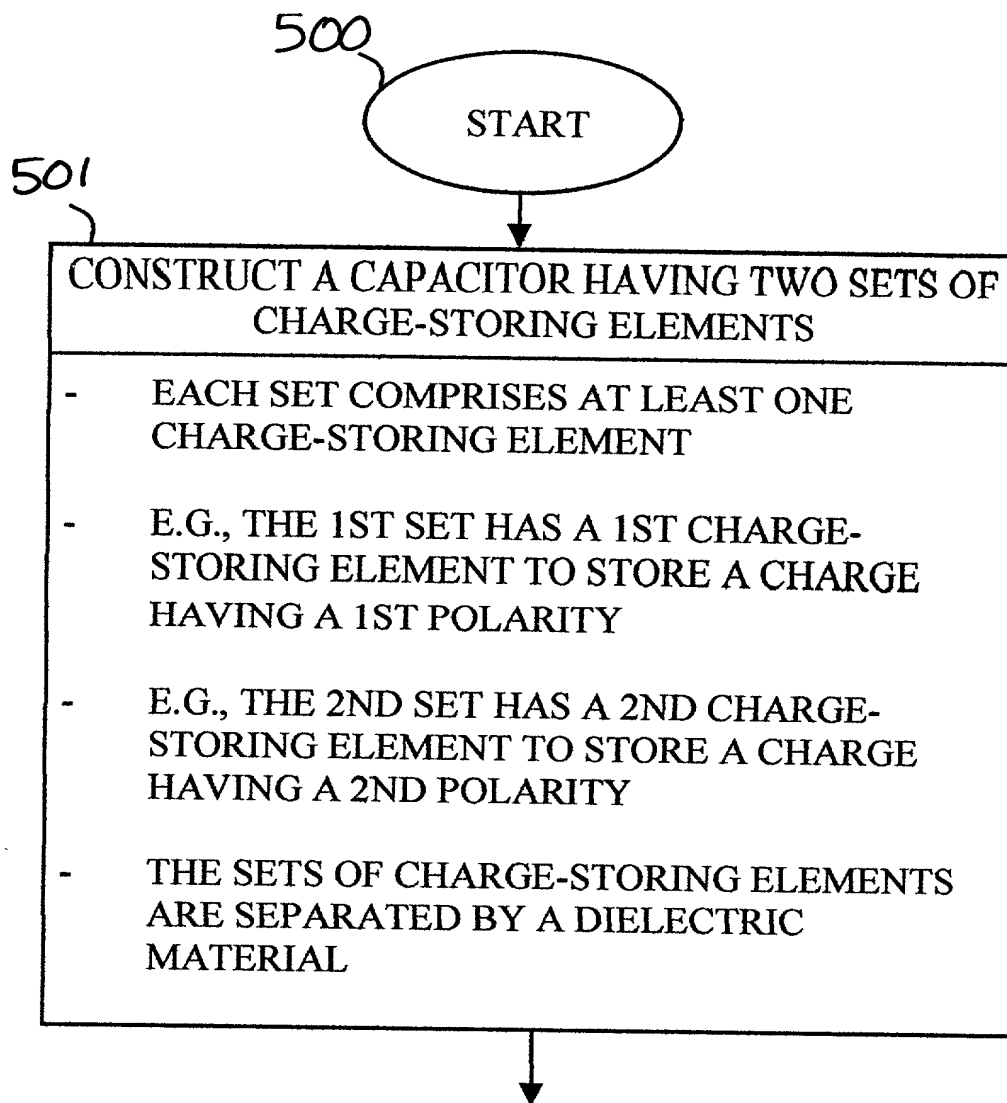 500
START
501
CONSTRUCT A CAPACITOR HAVING TWO SETS OF
CHARGE-STORING ELEMENTS
- EACH SET COMPRISES AT LEAST ONE
CHARGE-STORING ELEMENT
- E.G., THE 1ST SET HAS A 1ST CHARGE-
STORING ELEMENT TO STORE A CHARGE
HAVING A 1ST POLARITY
- E.G., THE 2ND SET HAS A 2ND CHARGE-
STORING ELEMENT TO STORE A CHARGE
HAVING A 2ND POLARITY
- THE SETS OF CHARGE-STORING ELEMENTS
ARE SEPARATED BY A DIELECTRIC
MATERIAL